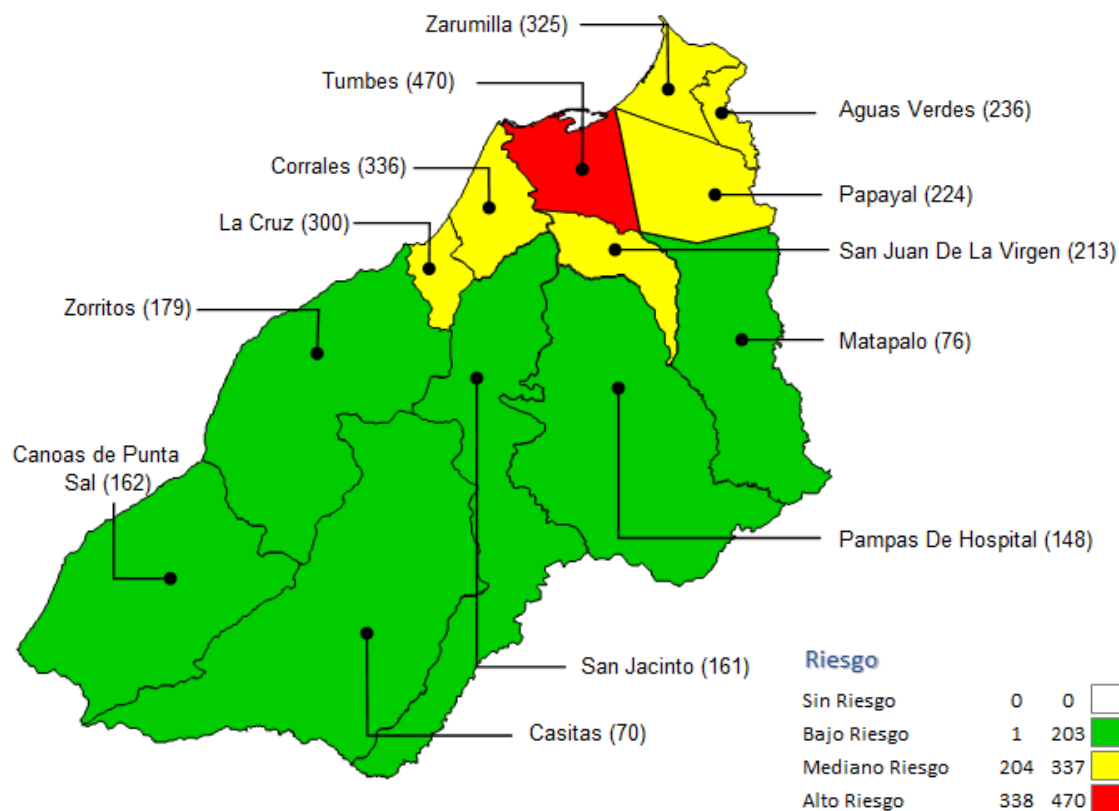 Zarumilla (325)
Tumbes (470)
Aguas Verdes (236)
Corrales (336)
Papayal (224)
La Cruz (300)
San Juan De La Virgen (213)
Zorritos (179)
Matapalo (76)
Canoas de Punta
Sal (162)
Pampas De Hospital (148)
San Jacinto (161)
Casitas (70)
Riesgo
Sin Riesgo 0 0
Bajo Riesgo 1 203
Mediano Riesgo 204 337
Alto Riesgo 338 470